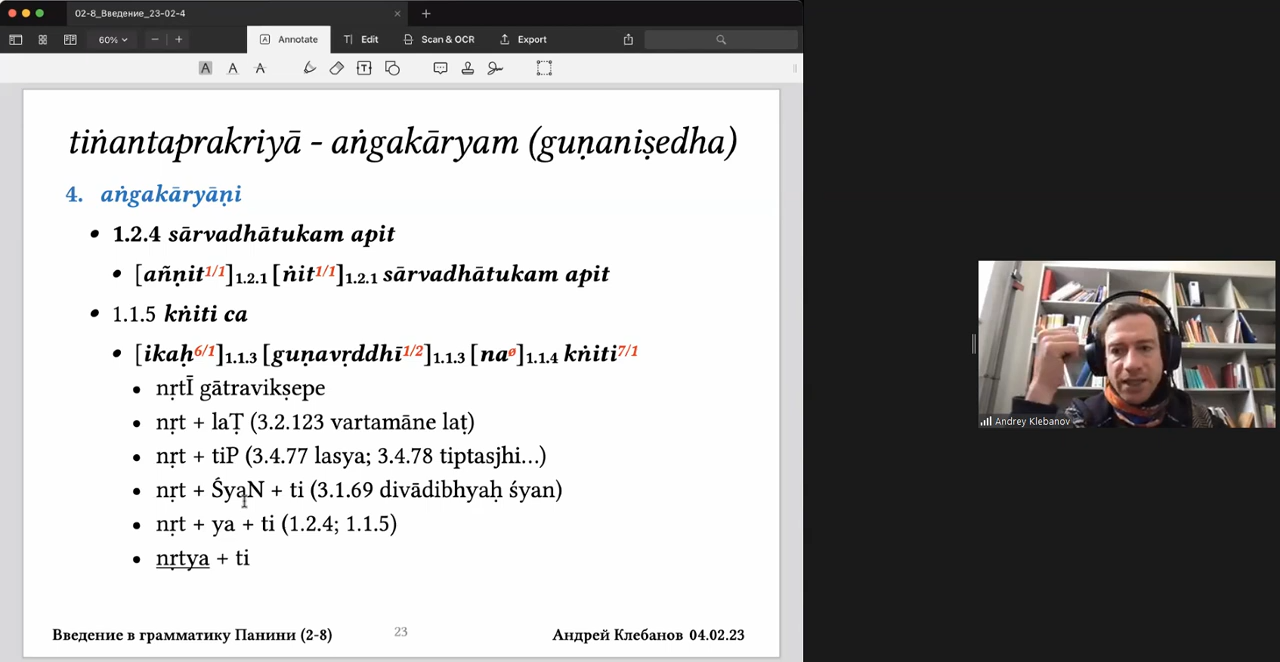 02-8_Введение_23-02-4
60%
Annotate
Edit
Scan & OCR
Export
tiṅantaprakriyā - aṅgakāryam (guṇaniṣedha)
4. aṅgakāryāṇi
• 1.2.4 sārvadhātukam apit
• [añṇit1/1]1.2.1 [ṅit1/1]1.2.1 sārvadhātukam apit
• 1.1.5 kṅiti ca
• [ikaḥ6/1]1.1.3 [guṇavṛddhī1/2]1.1.3 [naø]1.1.4 kṅiti7/1
• nṛtĪ gātravikṣepe
• nṛt + laṬ (3.2.123 vartamāne laṭ)
• nṛt + tiP (3.4.77 lasya; 3.4.78 tiptasjhi…)
• nṛt + ŚyaN + ti (3.1.69 divādibhyaḥ śyan)
• nṛt + ya + ti (1.2.4; 1.1.5)
• nṛtya + ti
Введение в грамматику Панини (2-8)
23
Андрей Клебанов 04.02.23
Andrey Klebanov